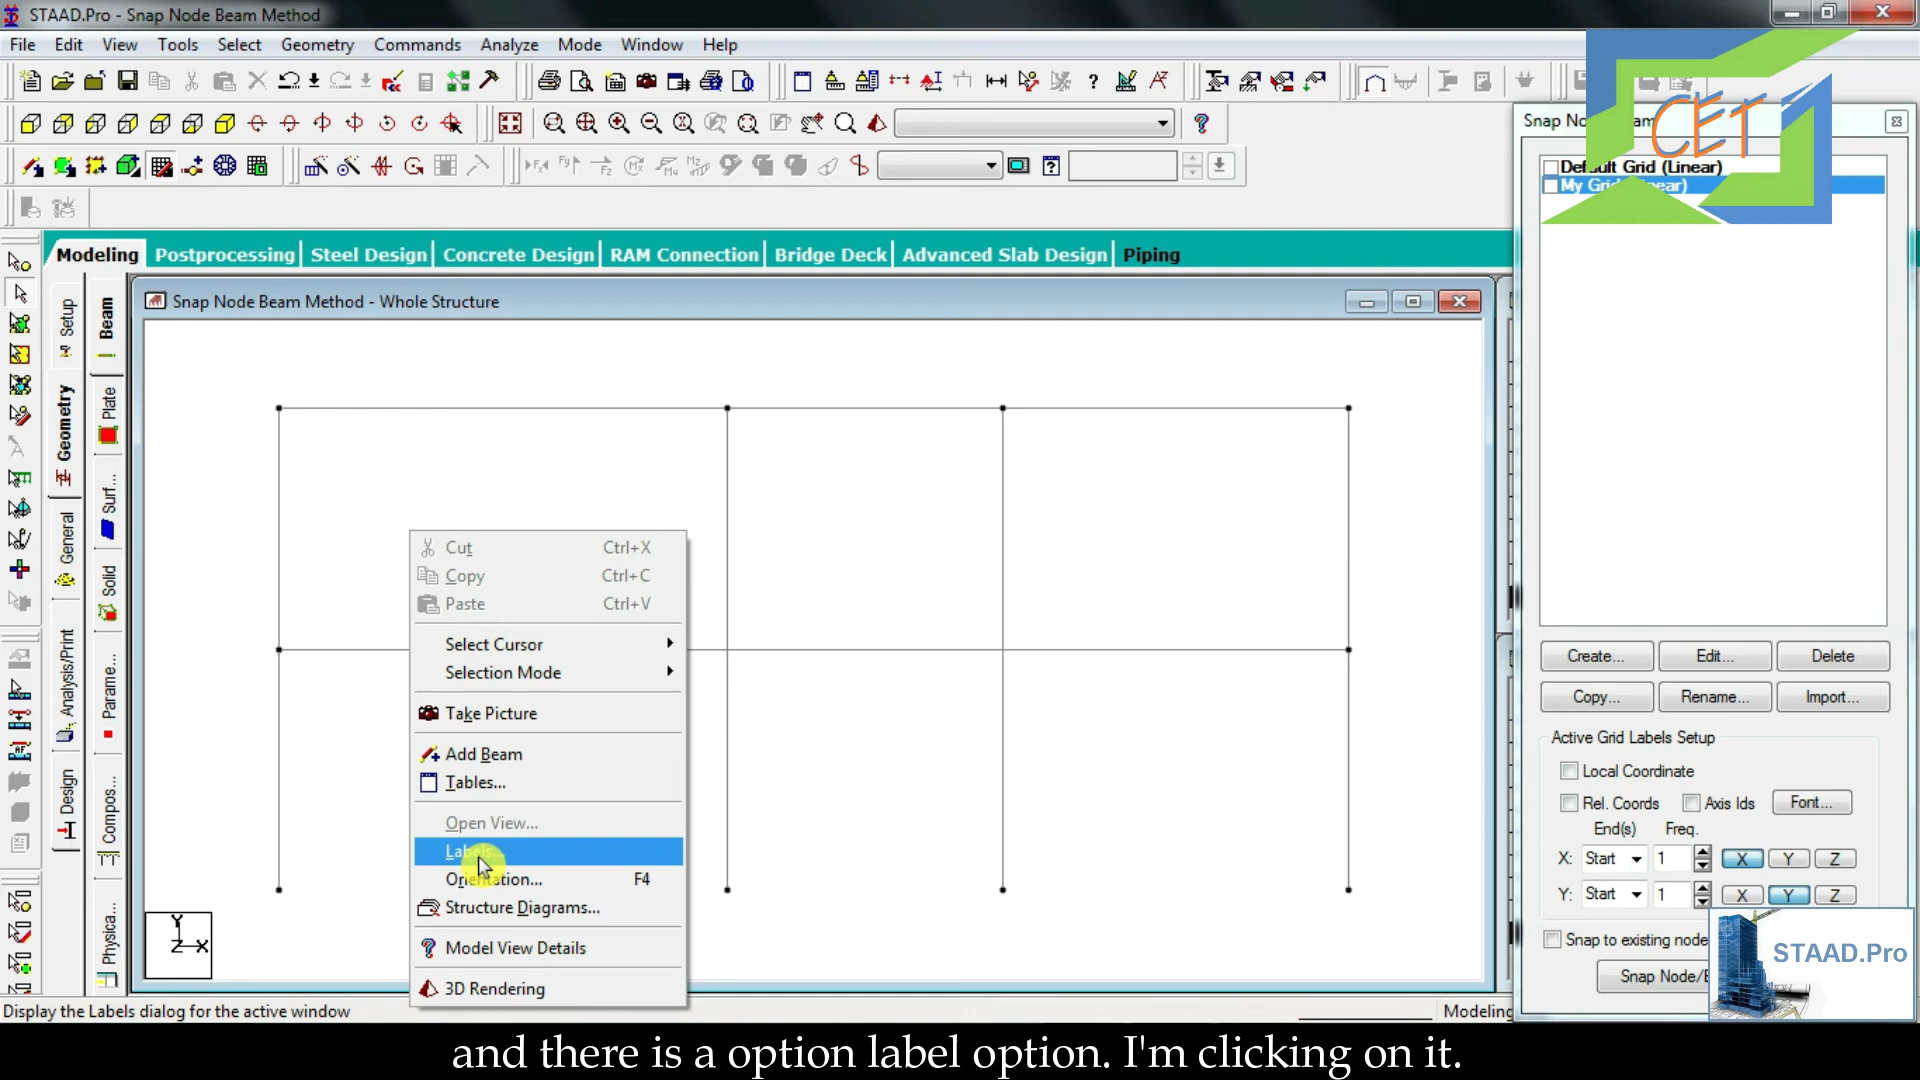 STAAD.Pro - Snap Node Beam Method
File Edit View Tools Select Geometry Commands Analyze Mode Window Help
CET
Default Grid (Linear)
Modeling Postprocessing Steel Design Concrete Design RAM Connection Bridge Deck Advanced Slab Design Piping
Snap Node Beam Method - Whole Structure
Setup
Geometry
General
Analysis/Print
Design
Beam
Plate
Surf...
Solid
Parame...
Compos...
Physica...
Cut Ctrl+X
Copy Ctrl+C
Paste Ctrl+V
Select Cursor
Selection Mode
Take Picture
Add Beam
Tables...
Open View...
Labels...
Orientation... F4
Structure Diagrams...
Model View Details
3D Rendering
Y
Z X
Create... Edit... Delete
Copy... Rename... Import...
Active Grid Labels Setup
Local Coordinate
Rel. Coords Axis Ids Font...
End(s) Freq.
X: Start 1 X Y Z
Y: Start 1 X Y Z
Snap to existing node
Snap Node/
STAAD.Pro
Display the Labels dialog for the active window
Modeling
and there is a option label option. I'm clicking on it.